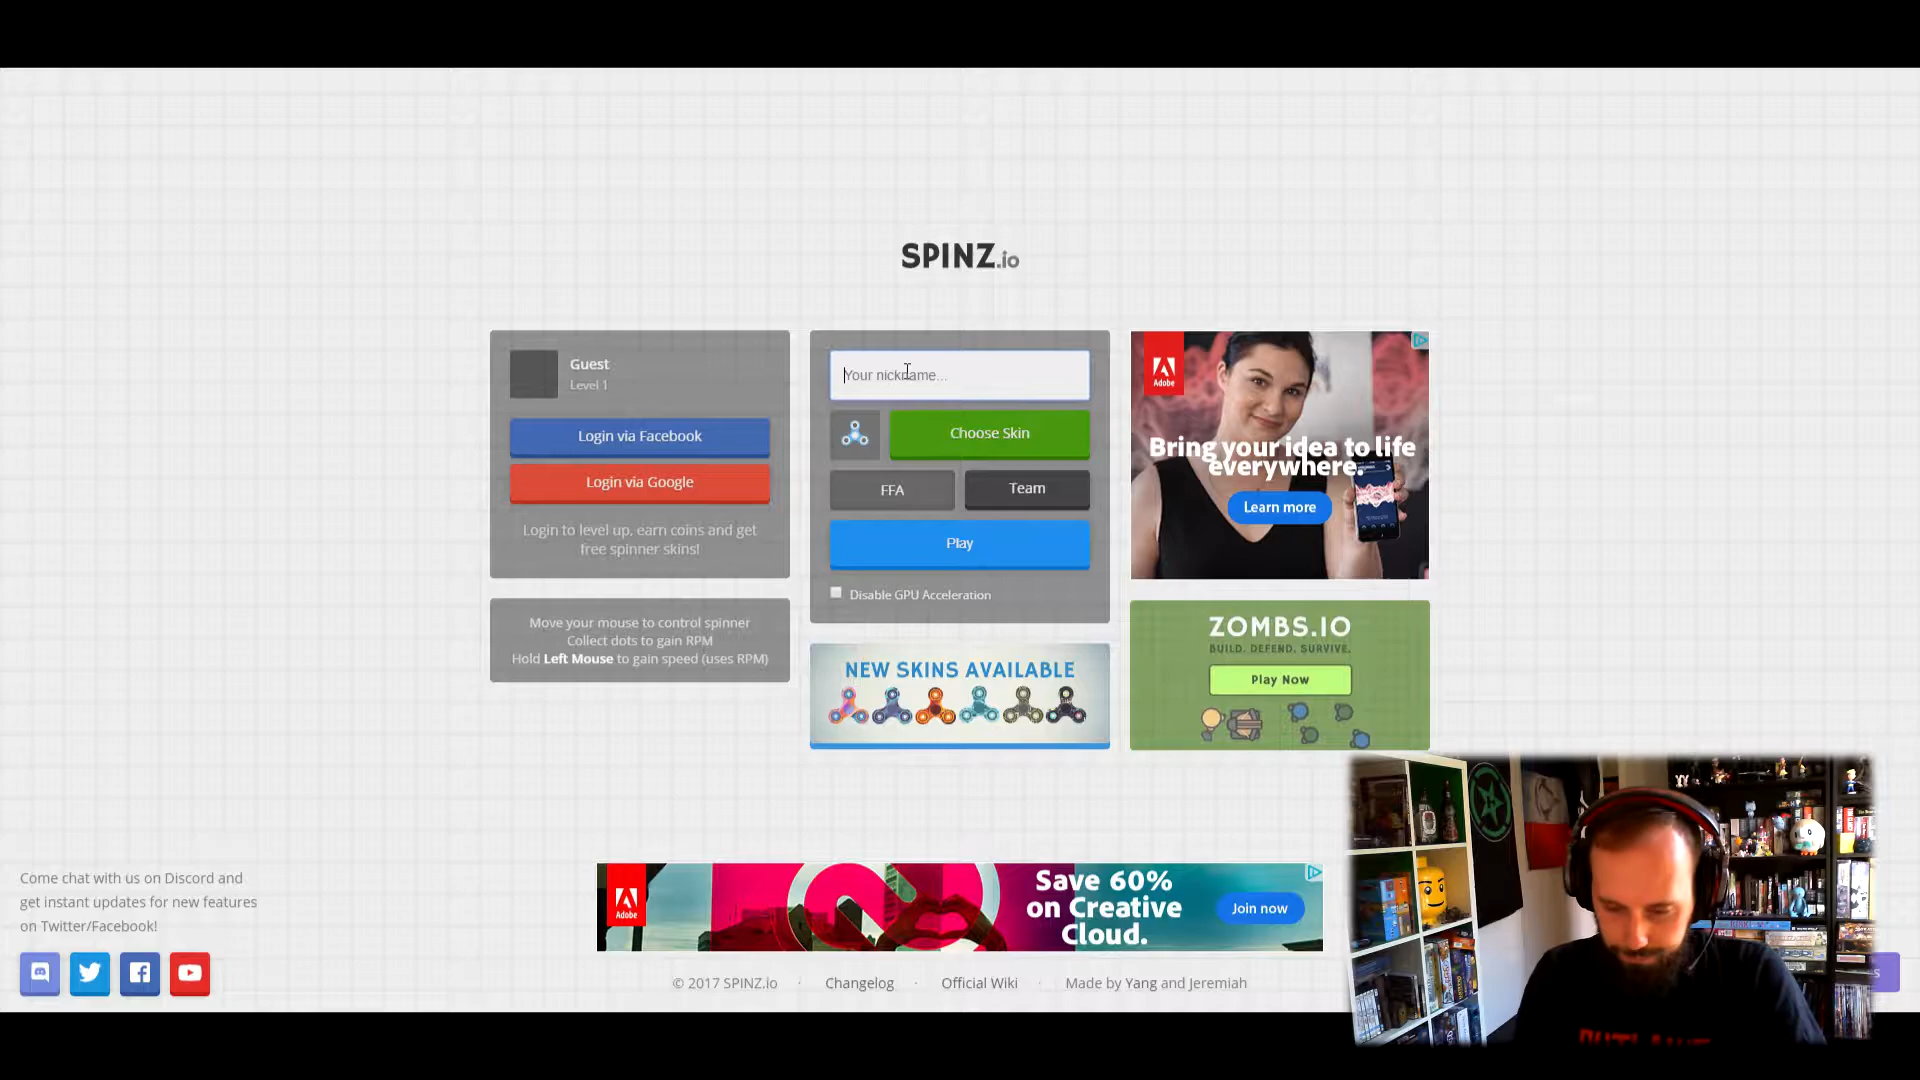 SPINZ.io
Guest
Level 1
Login via Facebook
Login via Google
Login to level up, earn coins and get
free spinner skins!
Move your mouse to control spinner
Collect dots to gain RPM
Hold Left Mouse to gain speed (uses RPM)
Your nickname...
Choose Skin
FFA
Team
Play
Disable GPU Acceleration
NEW SKINS AVAILABLE
Adobe
Bring your idea to life
everywhere.
Learn more
ZOMBS.IO
BUILD. DEFEND. SURVIVE.
Play Now
Come chat with us on Discord and
get instant updates for new features
on Twitter/Facebook!
Adobe
Save 60%
on Creative
Cloud.
Join now
© 2017 SPINZ.io · Changelog · Official Wiki · Made by Yang and Jeremiah